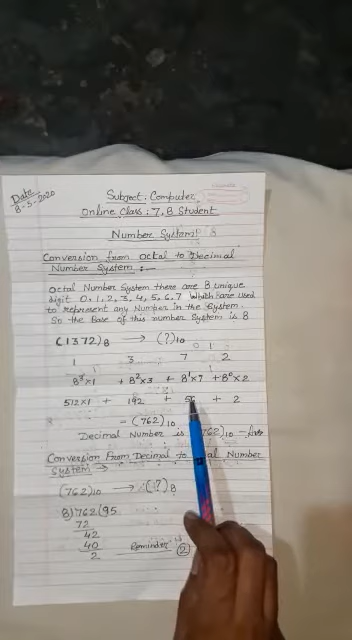 Date
8-5-2020
Subject: Computer
Online Class: 7, 8 Student
Number System
Conversion from Octal to Decimal
Number System:-
Octal Number System there are 8 unique
digit 0, 1, 2, 3, 4, 5, 6, 7 which are used
to represent any Number in the System
So the Base of this number System is 8
(1372)8 → (?)10
1 3 7 2
8³×1 + 8²×3 + 8¹×7 + 8⁰×2
512×1 + 192 + 56 + 2
= (762)10
Decimal Number is (762)10
Conversion From Decimal to Octal Number
System →
(762)10 → (?)8
8)762(95
72
42
40
2 Reminder 2